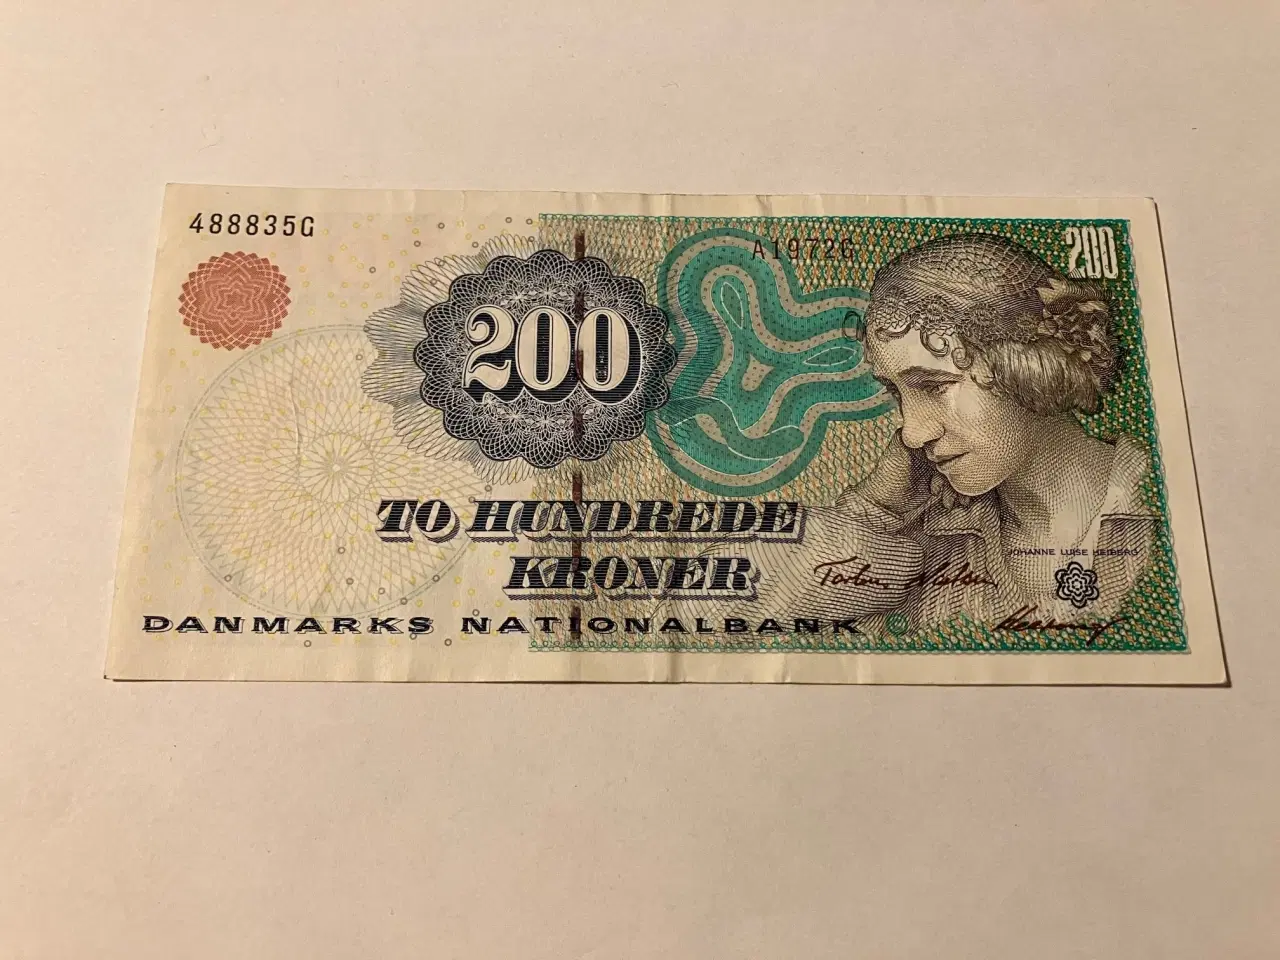 488835G
A1972G
200
200
TO HUNDREDE
KRONER
JOHANNE LUISE HEIBERG
DANMARKS NATIONALBANK